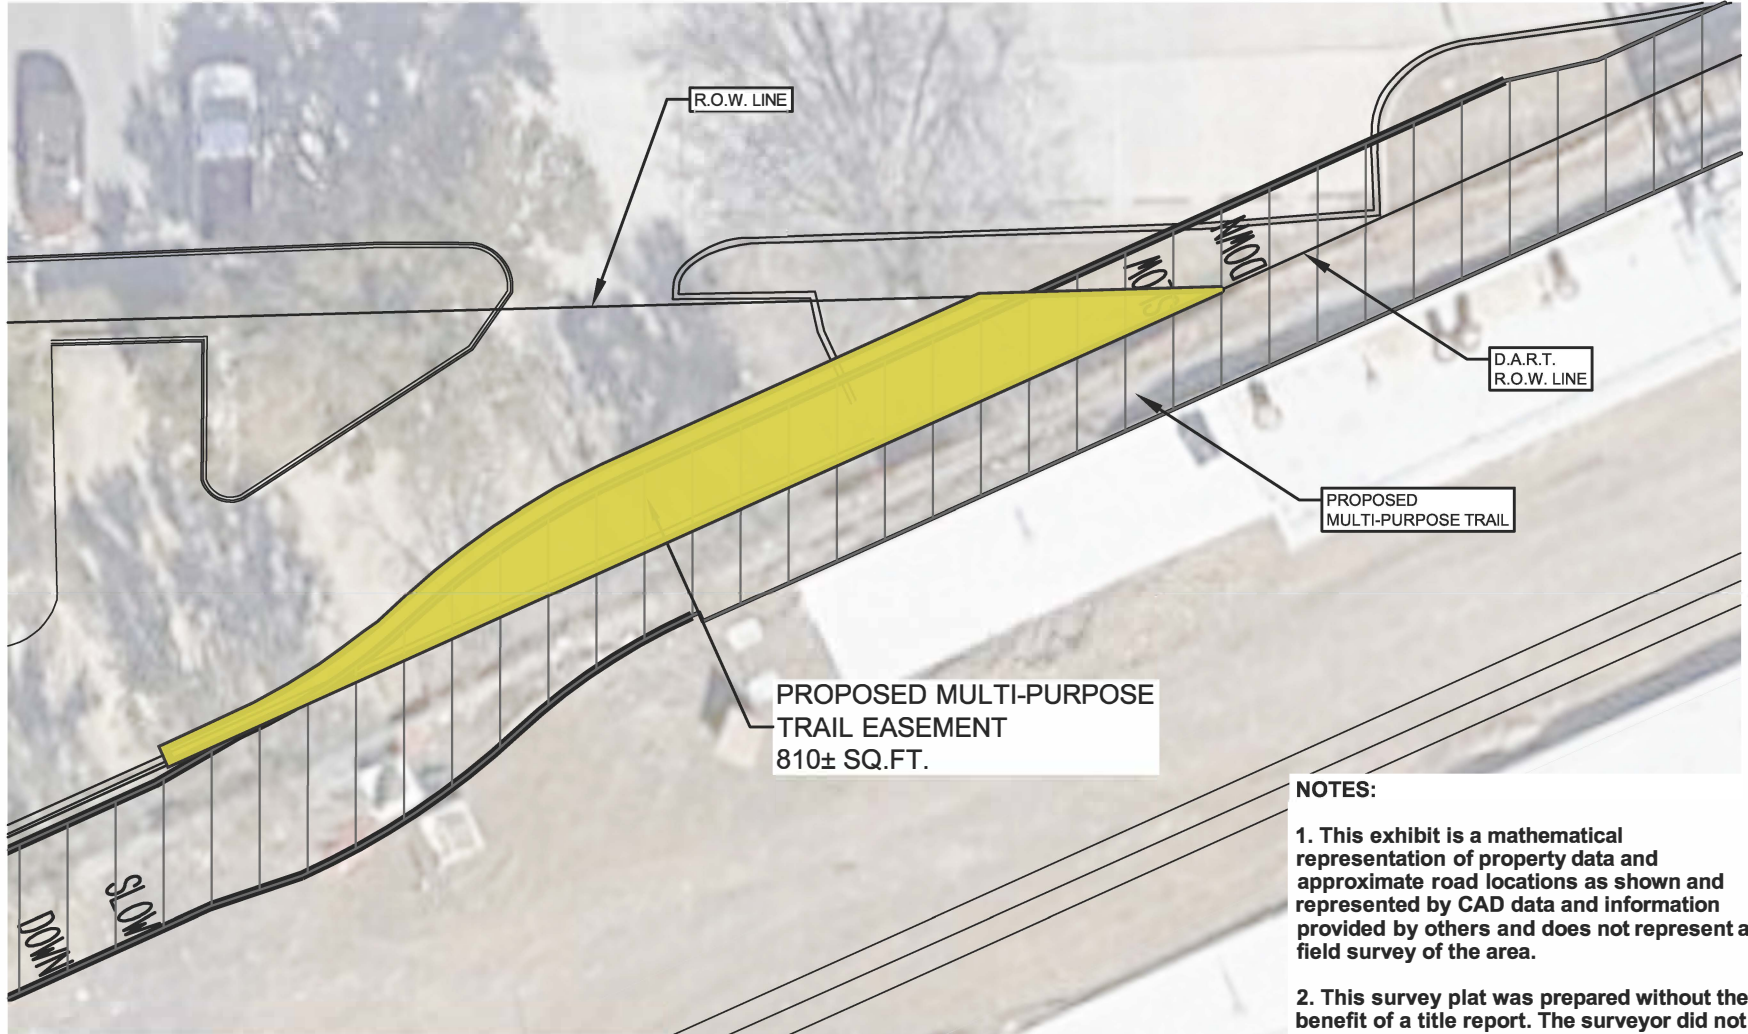 R.O.W. LINE
DOWN
SLOW
D.A.R.T.
R.O.W. LINE
PROPOSED
MULTI-PURPOSE TRAIL
PROPOSED MULTI-PURPOSE
TRAIL EASEMENT
810± SQ.FT.
SLOW
DOWN
NOTES:
1. This exhibit is a mathematical
representation of property data and
approximate road locations as shown and
represented by CAD data and information
provided by others and does not represent a
field survey of the area.
2. This survey plat was prepared without the
benefit of a title report. The surveyor did not